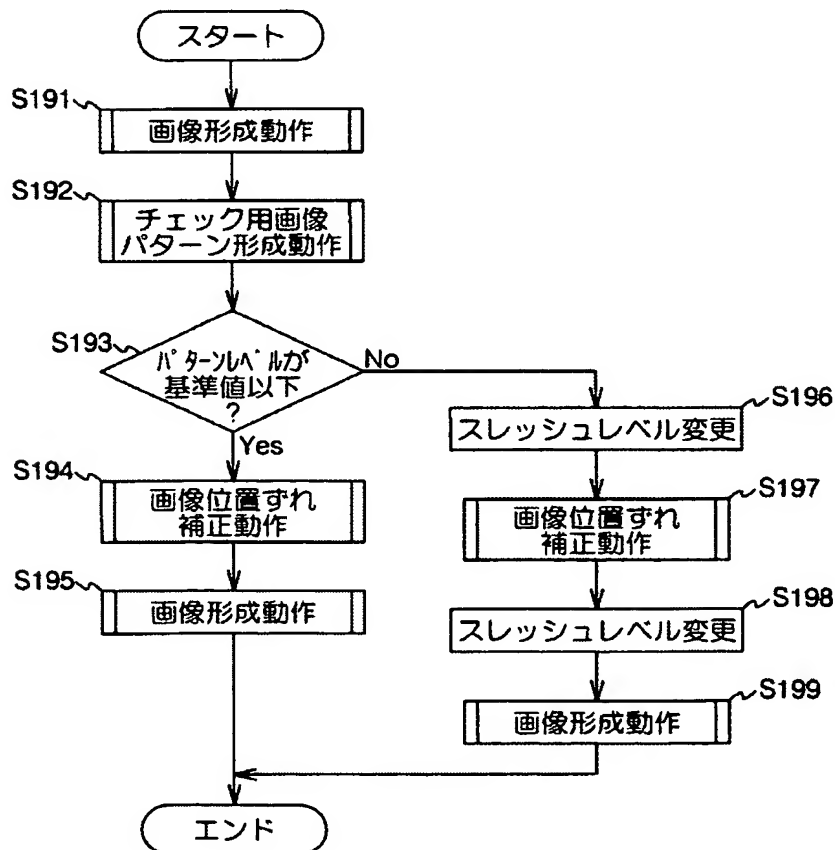 スタート
S191
画像形成動作
S192
チェック用画像
パターン形成動作
S193
パターンレベルが
基準値以下
?
No
Yes
S194
画像位置ずれ
補正動作
S195
画像形成動作
S196
スレッシュレベル変更
S197
画像位置ずれ
補正動作
S198
スレッシュレベル変更
S199
画像形成動作
エンド